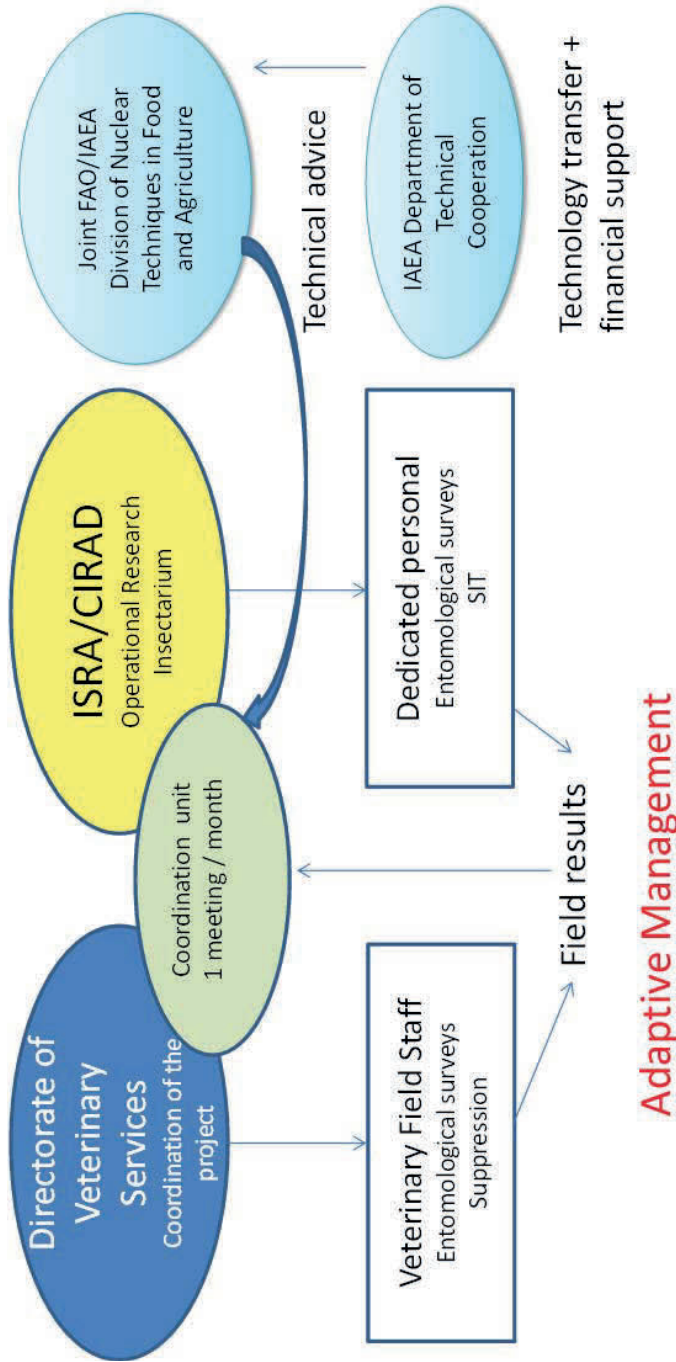 Directorate of
Veterinary
Services
Coordination of the
project
Coordination unit
1 meeting / month
ISRA/CIRAD
Operational Research
Insectarium
Joint FAO/IAEA
Division of Nuclear
Techniques in Food
and Agriculture
Technical advice
Veterinary Field Staff
Entomological surveys
Suppression
Dedicated personal
Entomological surveys
SIT
IAEA Department of
Technical
Cooperation
Field results
Technology transfer +
financial support
Adaptive Management